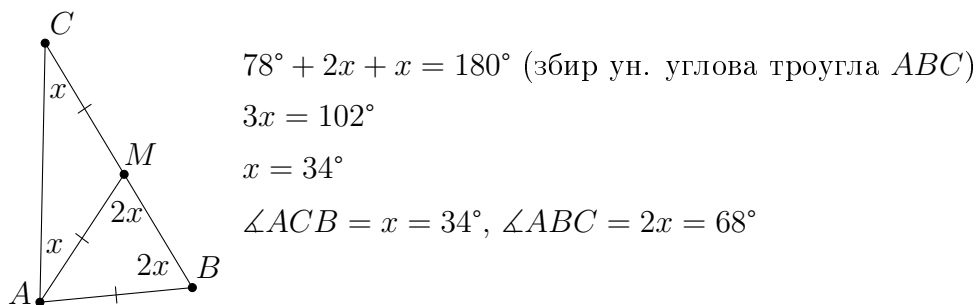 C
78° + 2x + x = 180° (збир ун. углова троугла ABC)
x
3x = 102°
M
x = 34°
2x
∡ACB = x = 34°, ∡ABC = 2x = 68°
x
2x
B
A